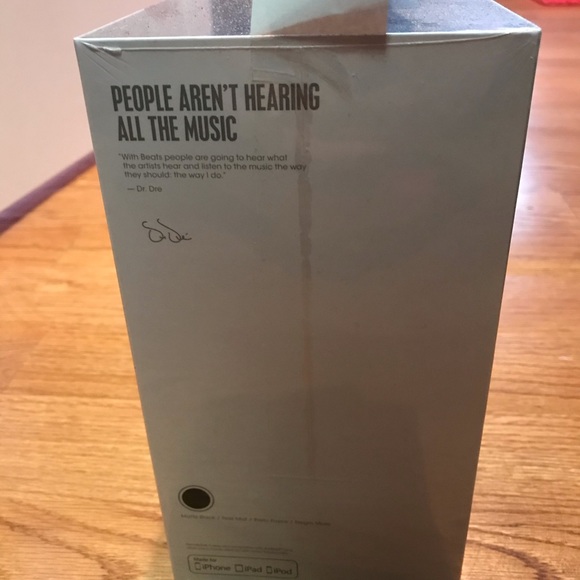 PEOPLE AREN'T HEARING
ALL THE MUSIC
"With Beats people are going to hear what
the artists hear and listen to the music the way
they should: the way I do."
— Dr. Dre
Made for
iPhone iPad iPod